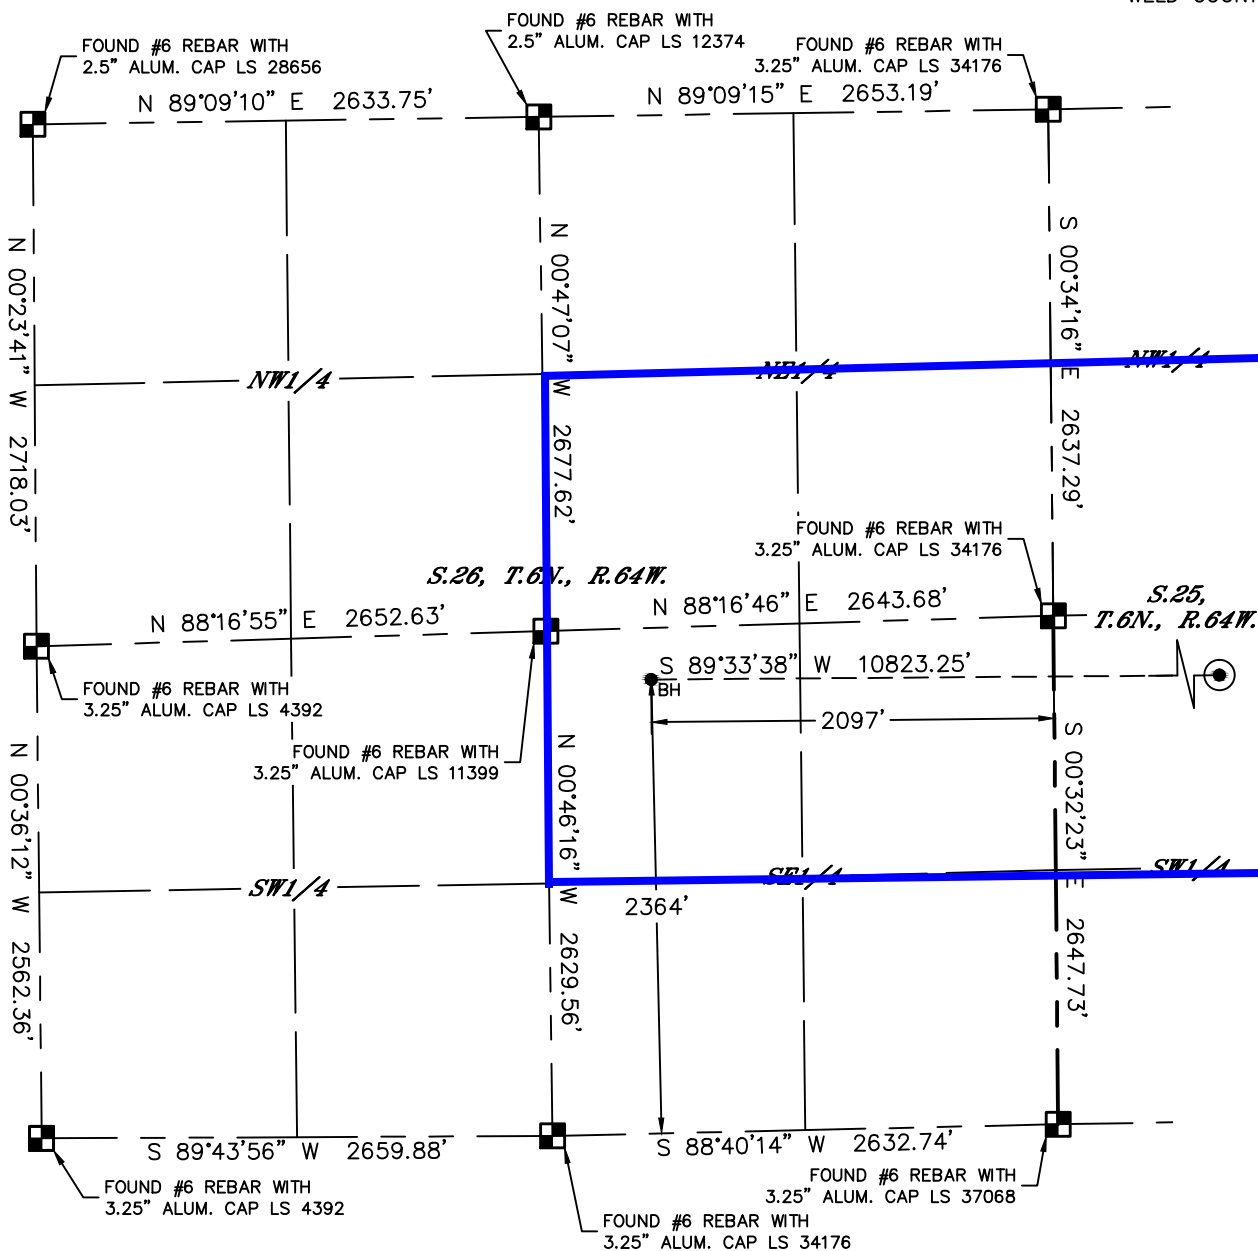 FOUND #6 REBAR WITH
2.5" ALUM. CAP LS 28656
FOUND #6 REBAR WITH
2.5" ALUM. CAP LS 12374
FOUND #6 REBAR WITH
3.25" ALUM. CAP LS 34176
N 89°09'10" E 2633.75'
N 89°09'15" E 2653.19'
N 00°23'41" W 2718.03'
N 00°47'07" W 2677.62'
S 00°34'16" E 2637.29'
NW1/4
NE1/4
NW1/4
FOUND #6 REBAR WITH
3.25" ALUM. CAP LS 34176
S.26, T.6N., R.64W.
S.25,
T.6N., R.64W.
N 88°16'55" E 2652.63'
N 88°16'46" E 2643.68'
S 89°33'38" W 10823.25'
BH
FOUND #6 REBAR WITH
3.25" ALUM. CAP LS 4392
2097'
FOUND #6 REBAR WITH
3.25" ALUM. CAP LS 11399
N 00°36'12" W 2562.36'
N 00°46'16" W 2629.56'
S 00°32'23" E 2647.73'
SW1/4
SE1/4
SW1/4
2364'
S 89°43'56" W 2659.88'
S 88°40'14" W 2632.74'
FOUND #6 REBAR WITH
3.25" ALUM. CAP LS 4392
FOUND #6 REBAR WITH
3.25" ALUM. CAP LS 37068
FOUND #6 REBAR WITH
3.25" ALUM. CAP LS 34176